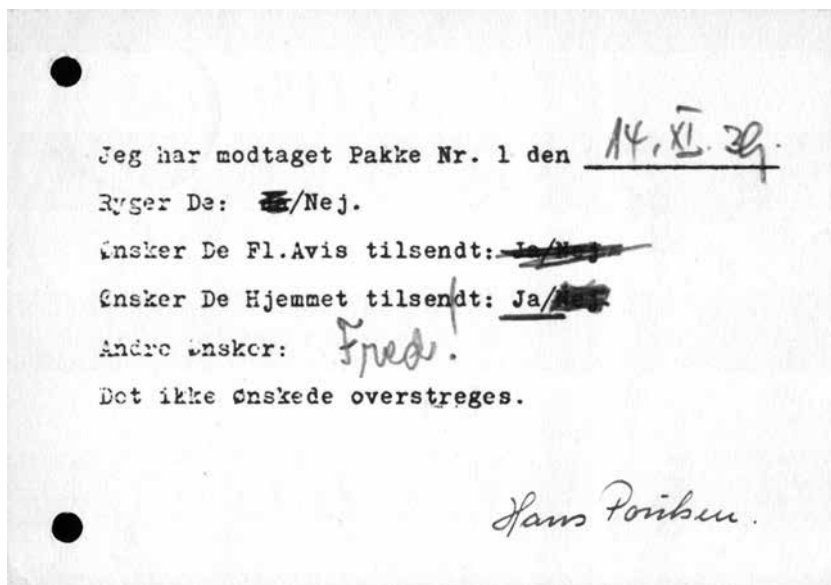 Jeg har modtaget Pakke Nr. 1 den 14. XI. 39.
Ryger De: Ja/Nej.
Ønsker De Fl.Avis tilsendt: Ja/Nej
Ønsker De Hjemmet tilsendt: Ja/Nej.
Andre Ønsker: Fred!
Det ikke Ønskede overstreges.
Hans